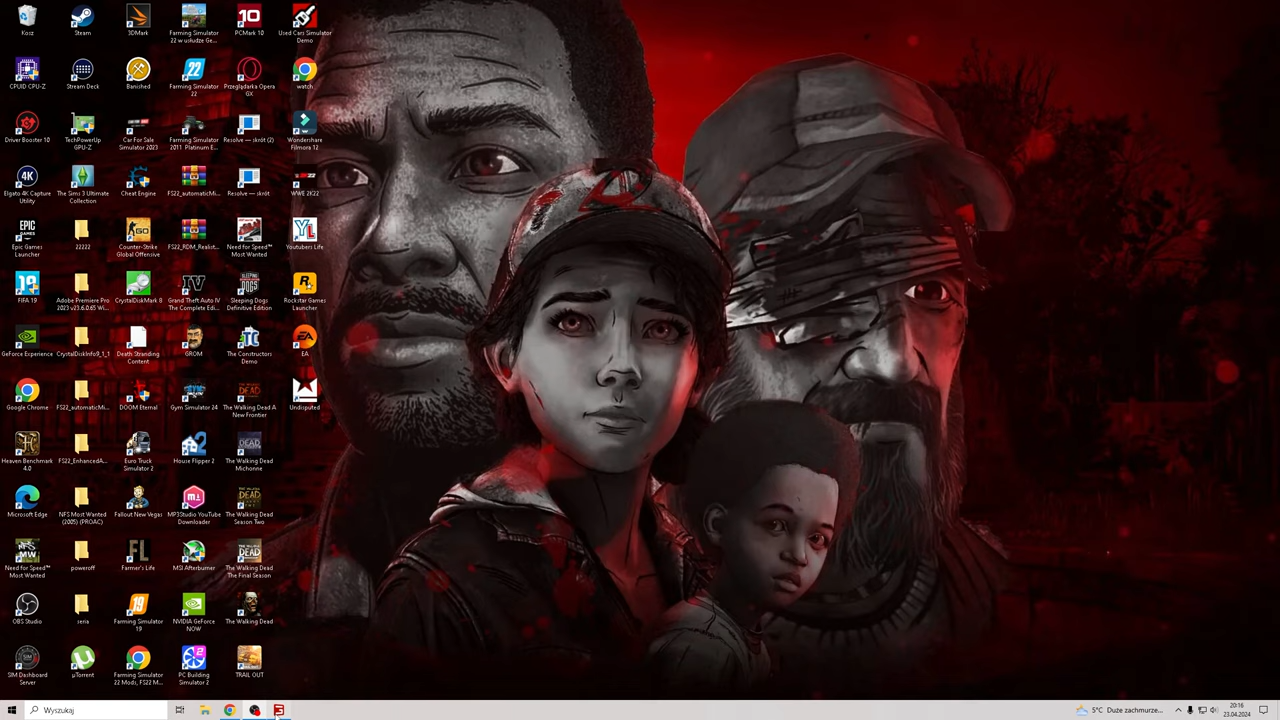 Kosz
Steam
3DMark
Farming Simulator
22 w usłudze Ge...
PCMark 10
Used Cars Simulator
Demo
CPUID CPU-Z
Stream Deck
Banished
Farming Simulator
22
Przeglądarka Opera
GX
watch
Driver Booster 10
TechPowerUp
GPU-Z
Car For Sale
Simulator 2023
Farming Simulator
2011 Platinum E...
Resolve — skrót (2)
Wondershare
Filmora 12
Elgato 4K Capture
Utility
The Sims 3 Ultimate
Collection
Cheat Engine
FS22_automaticMi...
Resolve — skrót
WWE 2K22
Epic Games
Launcher
22222
Counter-Strike
Global Offensive
FS22_RDM_Realist...
Need for Speed™
Most Wanted
Youtubers Life
FIFA 19
Adobe Premiere Pro
2023 v23.6.0.65 Wi...
CrystalDiskMark 8
Grand Theft Auto IV
The Complete Edi...
Sleeping Dogs
Definitive Edition
Rockstar Games
Launcher
GeForce Experience
CrystalDiskInfo9_1_1
Death Stranding
Content
GROM
The Constructors
Demo
EA
Google Chrome
FS22_automaticMi...
DOOM Eternal
Gym Simulator 24
The Walking Dead A
New Frontier
Undisputed
Heaven Benchmark
4.0
FS22_EnhancedA...
Euro Truck
Simulator 2
House Flipper 2
The Walking Dead
Michonne
Microsoft Edge
NFS Most Wanted
(2005) (PROAC)
Fallout New Vegas
MP3Studio YouTube
Downloader
The Walking Dead
Season Two
Need for Speed™
Most Wanted
poweroff
Farmer's Life
MSI Afterburner
The Walking Dead
The Final Season
OBS Studio
seria
Farming Simulator
19
NVIDIA GeForce
NOW
The Walking Dead
SIM Dashboard
Server
µTorrent
Farming Simulator
22 Mods, FS22 M...
PC Building
Simulator 2
TRAIL OUT
Wyszukaj
5°C Duże zachmurze...
20:16
23.04.2024